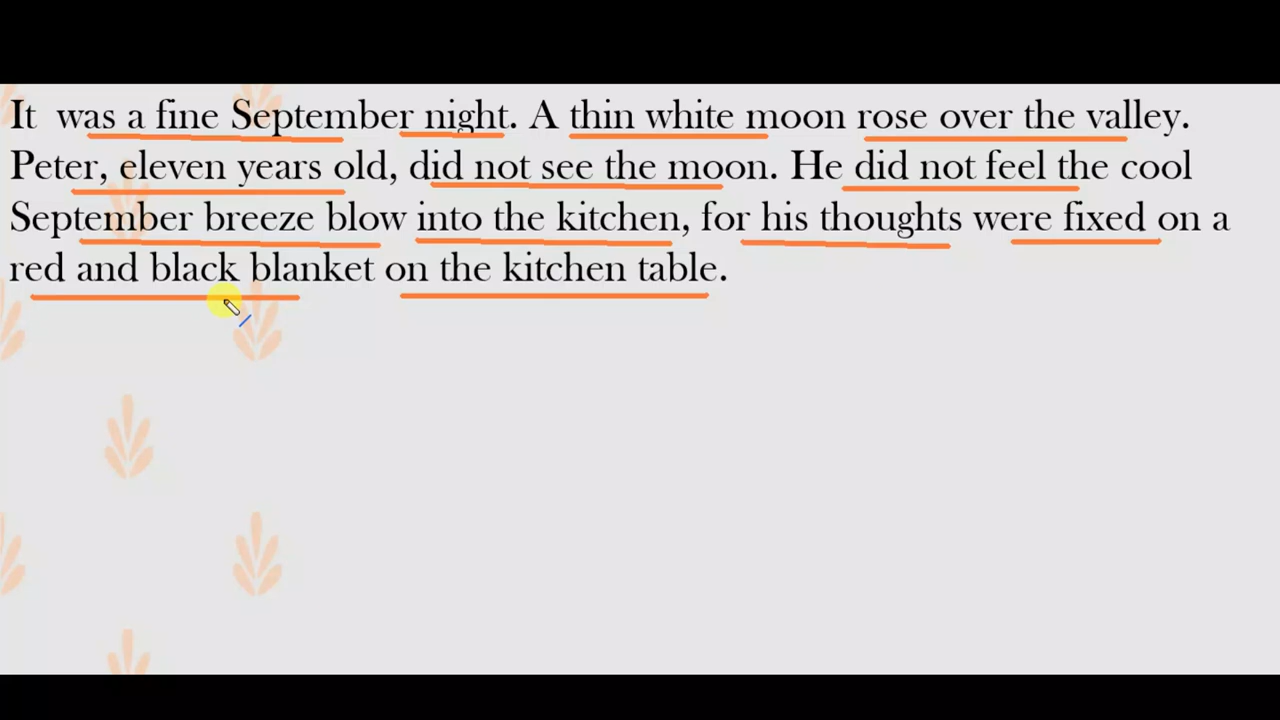 It was a fine September night. A thin white moon rose over the valley.
Peter, eleven years old, did not see the moon. He did not feel the cool
September breeze blow into the kitchen, for his thoughts were fixed on a
red and black blanket on the kitchen table.